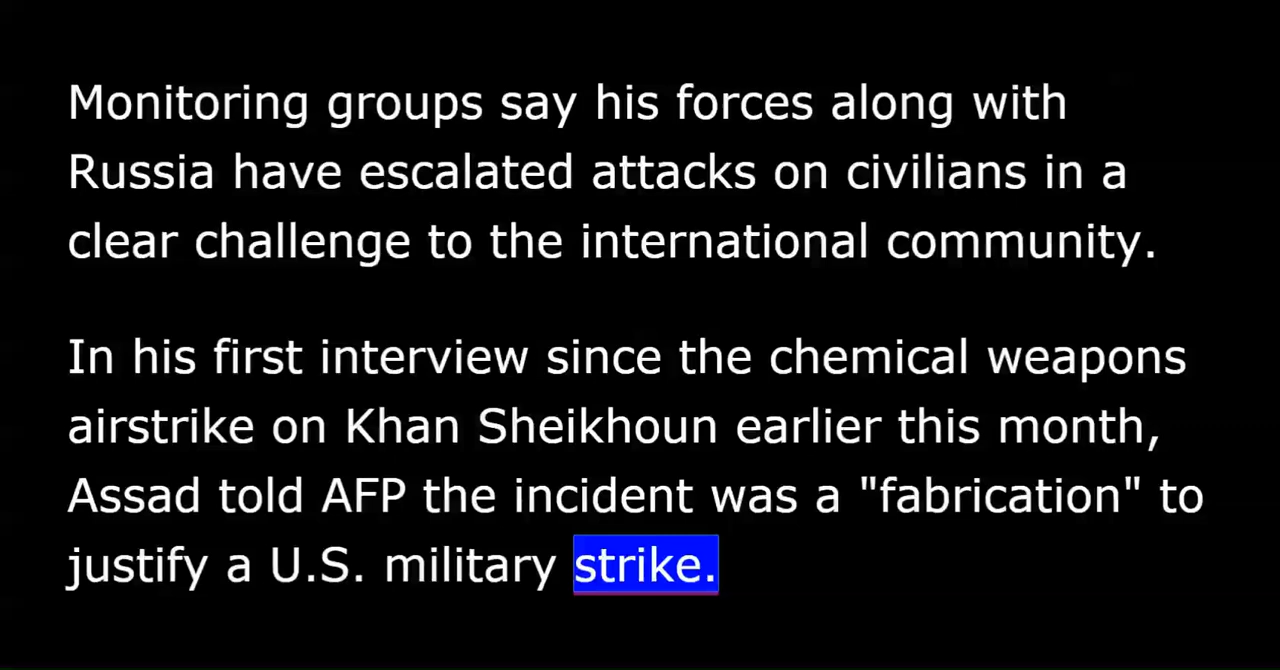 Monitoring groups say his forces along with
Russia have escalated attacks on civilians in a
clear challenge to the international community.
In his first interview since the chemical weapons
airstrike on Khan Sheikhoun earlier this month,
Assad told AFP the incident was a "fabrication" to
justify a U.S. military strike.